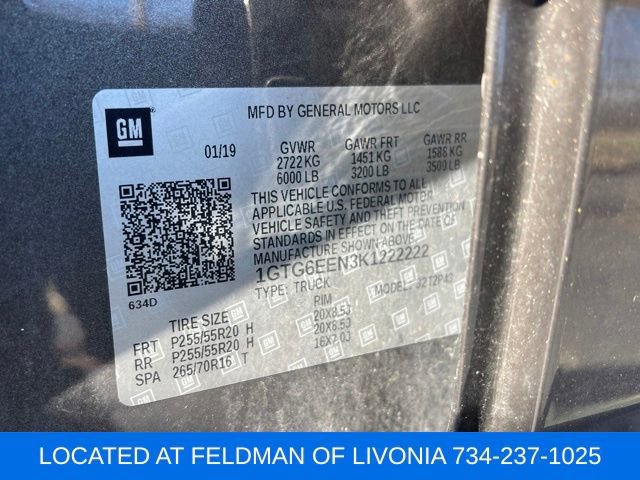 GM
MFD BY GENERAL MOTORS LLC
01/19 GVWR GAWR FRT GAWR RR
2722 KG 1451 KG 1588 KG
6000 LB 3200 LB 3500 LB
THIS VEHICLE CONFORMS TO ALL
APPLICABLE U.S. FEDERAL MOTOR
VEHICLE SAFETY AND THEFT PREVENTION
STANDARDS IN EFFECT ON THE DATE OF
MANUFACTURE SHOWN ABOVE.
1GTG6EEN3K1222222
TYPE: TRUCK MODEL:
634D
TIRE SIZE RIM
FRT P255/55R20 H 20X8.5J
RR P255/55R20 H 20X8.5J
SPA 265/70R16 T 16X7.0J
LOCATED AT FELDMAN OF LIVONIA 734-237-1025